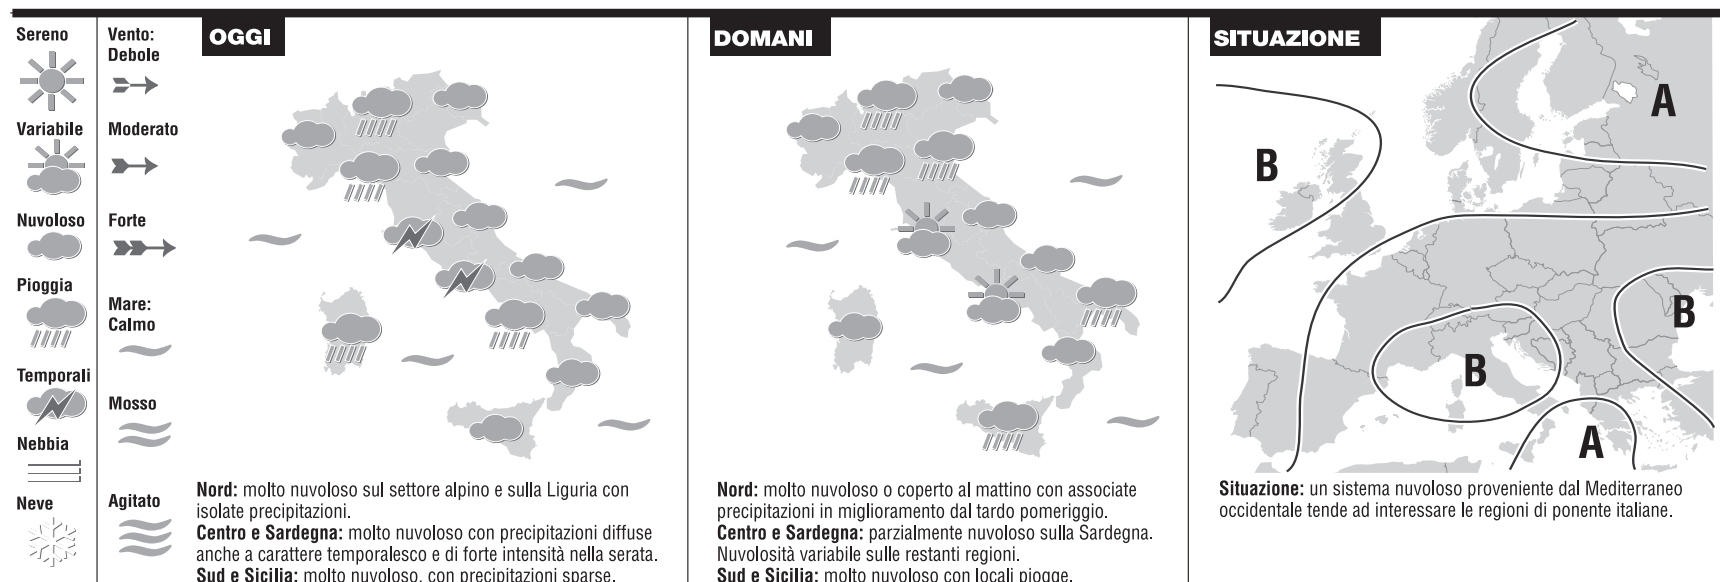 Sereno
Variabile
Nuvoloso
Pioggia
Temporali
Nebbia
Neve
Vento:
Debole
Moderato
Forte
Mare:
Calmo
Mosso
Agitato
OGGI
Nord: molto nuvoloso sul settore alpino e sulla Liguria con
isolate precipitazioni.
Centro e Sardegna: molto nuvoloso con precipitazioni diffuse
anche a carattere temporalesco e di forte intensità nella serata.
Sud e Sicilia: molto nuvoloso, con precipitazioni sparse.
DOMANI
Nord: molto nuvoloso o coperto al mattino con associate
precipitazioni in miglioramento dal tardo pomeriggio.
Centro e Sardegna: parzialmente nuvoloso sulla Sardegna.
Nuvolosità variabile sulle restanti regioni.
Sud e Sicilia: molto nuvoloso con locali piogge.
SITUAZIONE
A
B
B
B
A
Situazione: un sistema nuvoloso proveniente dal Mediterraneo
occidentale tende ad interessare le regioni di ponente italiane.